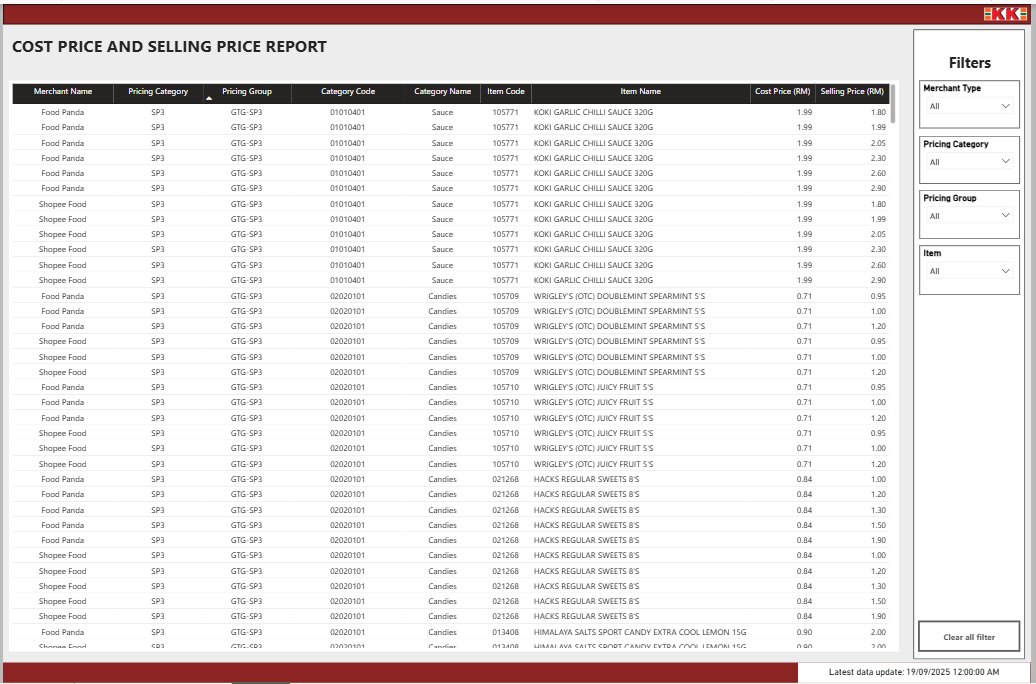 KK
COST PRICE AND SELLING PRICE REPORT
Merchant Name Pricing Category Pricing Group Category Code Category Name Item Code Item Name Cost Price (RM) Selling Price (RM)
Food Panda SP3 GTG-SP3 01010401 Sauce 105771 KOKI GARLIC CHILLI SAUCE 320G 1.99 1.80
Food Panda SP3 GTG-SP3 01010401 Sauce 105771 KOKI GARLIC CHILLI SAUCE 320G 1.99 1.99
Food Panda SP3 GTG-SP3 01010401 Sauce 105771 KOKI GARLIC CHILLI SAUCE 320G 1.99 2.05
Food Panda SP3 GTG-SP3 01010401 Sauce 105771 KOKI GARLIC CHILLI SAUCE 320G 1.99 2.30
Food Panda SP3 GTG-SP3 01010401 Sauce 105771 KOKI GARLIC CHILLI SAUCE 320G 1.99 2.60
Food Panda SP3 GTG-SP3 01010401 Sauce 105771 KOKI GARLIC CHILLI SAUCE 320G 1.99 2.90
Shopee Food SP3 GTG-SP3 01010401 Sauce 105771 KOKI GARLIC CHILLI SAUCE 320G 1.99 1.80
Shopee Food SP3 GTG-SP3 01010401 Sauce 105771 KOKI GARLIC CHILLI SAUCE 320G 1.99 1.99
Shopee Food SP3 GTG-SP3 01010401 Sauce 105771 KOKI GARLIC CHILLI SAUCE 320G 1.99 2.05
Shopee Food SP3 GTG-SP3 01010401 Sauce 105771 KOKI GARLIC CHILLI SAUCE 320G 1.99 2.30
Shopee Food SP3 GTG-SP3 01010401 Sauce 105771 KOKI GARLIC CHILLI SAUCE 320G 1.99 2.60
Shopee Food SP3 GTG-SP3 01010401 Sauce 105771 KOKI GARLIC CHILLI SAUCE 320G 1.99 2.90
Food Panda SP3 GTG-SP3 02020101 Candies 105709 WRIGLEY'S (OTC) DOUBLEMINT SPEARMINT 5'S 0.71 0.95
Food Panda SP3 GTG-SP3 02020101 Candies 105709 WRIGLEY'S (OTC) DOUBLEMINT SPEARMINT 5'S 0.71 1.00
Food Panda SP3 GTG-SP3 02020101 Candies 105709 WRIGLEY'S (OTC) DOUBLEMINT SPEARMINT 5'S 0.71 1.20
Shopee Food SP3 GTG-SP3 02020101 Candies 105709 WRIGLEY'S (OTC) DOUBLEMINT SPEARMINT 5'S 0.71 0.95
Shopee Food SP3 GTG-SP3 02020101 Candies 105709 WRIGLEY'S (OTC) DOUBLEMINT SPEARMINT 5'S 0.71 1.00
Shopee Food SP3 GTG-SP3 02020101 Candies 105709 WRIGLEY'S (OTC) DOUBLEMINT SPEARMINT 5'S 0.71 1.20
Food Panda SP3 GTG-SP3 02020101 Candies 105710 WRIGLEY'S (OTC) JUICY FRUIT 5'S 0.71 0.95
Food Panda SP3 GTG-SP3 02020101 Candies 105710 WRIGLEY'S (OTC) JUICY FRUIT 5'S 0.71 1.00
Food Panda SP3 GTG-SP3 02020101 Candies 105710 WRIGLEY'S (OTC) JUICY FRUIT 5'S 0.71 1.20
Shopee Food SP3 GTG-SP3 02020101 Candies 105710 WRIGLEY'S (OTC) JUICY FRUIT 5'S 0.71 0.95
Shopee Food SP3 GTG-SP3 02020101 Candies 105710 WRIGLEY'S (OTC) JUICY FRUIT 5'S 0.71 1.00
Shopee Food SP3 GTG-SP3 02020101 Candies 105710 WRIGLEY'S (OTC) JUICY FRUIT 5'S 0.71 1.20
Food Panda SP3 GTG-SP3 02020101 Candies 021268 HACKS REGULAR SWEETS 8'S 0.84 1.00
Food Panda SP3 GTG-SP3 02020101 Candies 021268 HACKS REGULAR SWEETS 8'S 0.84 1.20
Food Panda SP3 GTG-SP3 02020101 Candies 021268 HACKS REGULAR SWEETS 8'S 0.84 1.30
Food Panda SP3 GTG-SP3 02020101 Candies 021268 HACKS REGULAR SWEETS 8'S 0.84 1.50
Food Panda SP3 GTG-SP3 02020101 Candies 021268 HACKS REGULAR SWEETS 8'S 0.84 1.90
Shopee Food SP3 GTG-SP3 02020101 Candies 021268 HACKS REGULAR SWEETS 8'S 0.84 1.00
Shopee Food SP3 GTG-SP3 02020101 Candies 021268 HACKS REGULAR SWEETS 8'S 0.84 1.20
Shopee Food SP3 GTG-SP3 02020101 Candies 021268 HACKS REGULAR SWEETS 8'S 0.84 1.30
Shopee Food SP3 GTG-SP3 02020101 Candies 021268 HACKS REGULAR SWEETS 8'S 0.84 1.50
Shopee Food SP3 GTG-SP3 02020101 Candies 021268 HACKS REGULAR SWEETS 8'S 0.84 1.90
Food Panda SP3 GTG-SP3 02020101 Candies 013408 HIMALAYA SALTS SPORT CANDY EXTRA COOL LEMON 15G 0.90 2.00
Shopee Food SP3 GTG-SP3 02020101 Candies 013408 HIMALAYA SALTS SPORT CANDY EXTRA COOL LEMON 15G 0.90 2.00
Filters
Merchant Type
All
Pricing Category
All
Pricing Group
All
Item
All
Clear all filter
Latest data update: 19/09/2025 12:00:00 AM